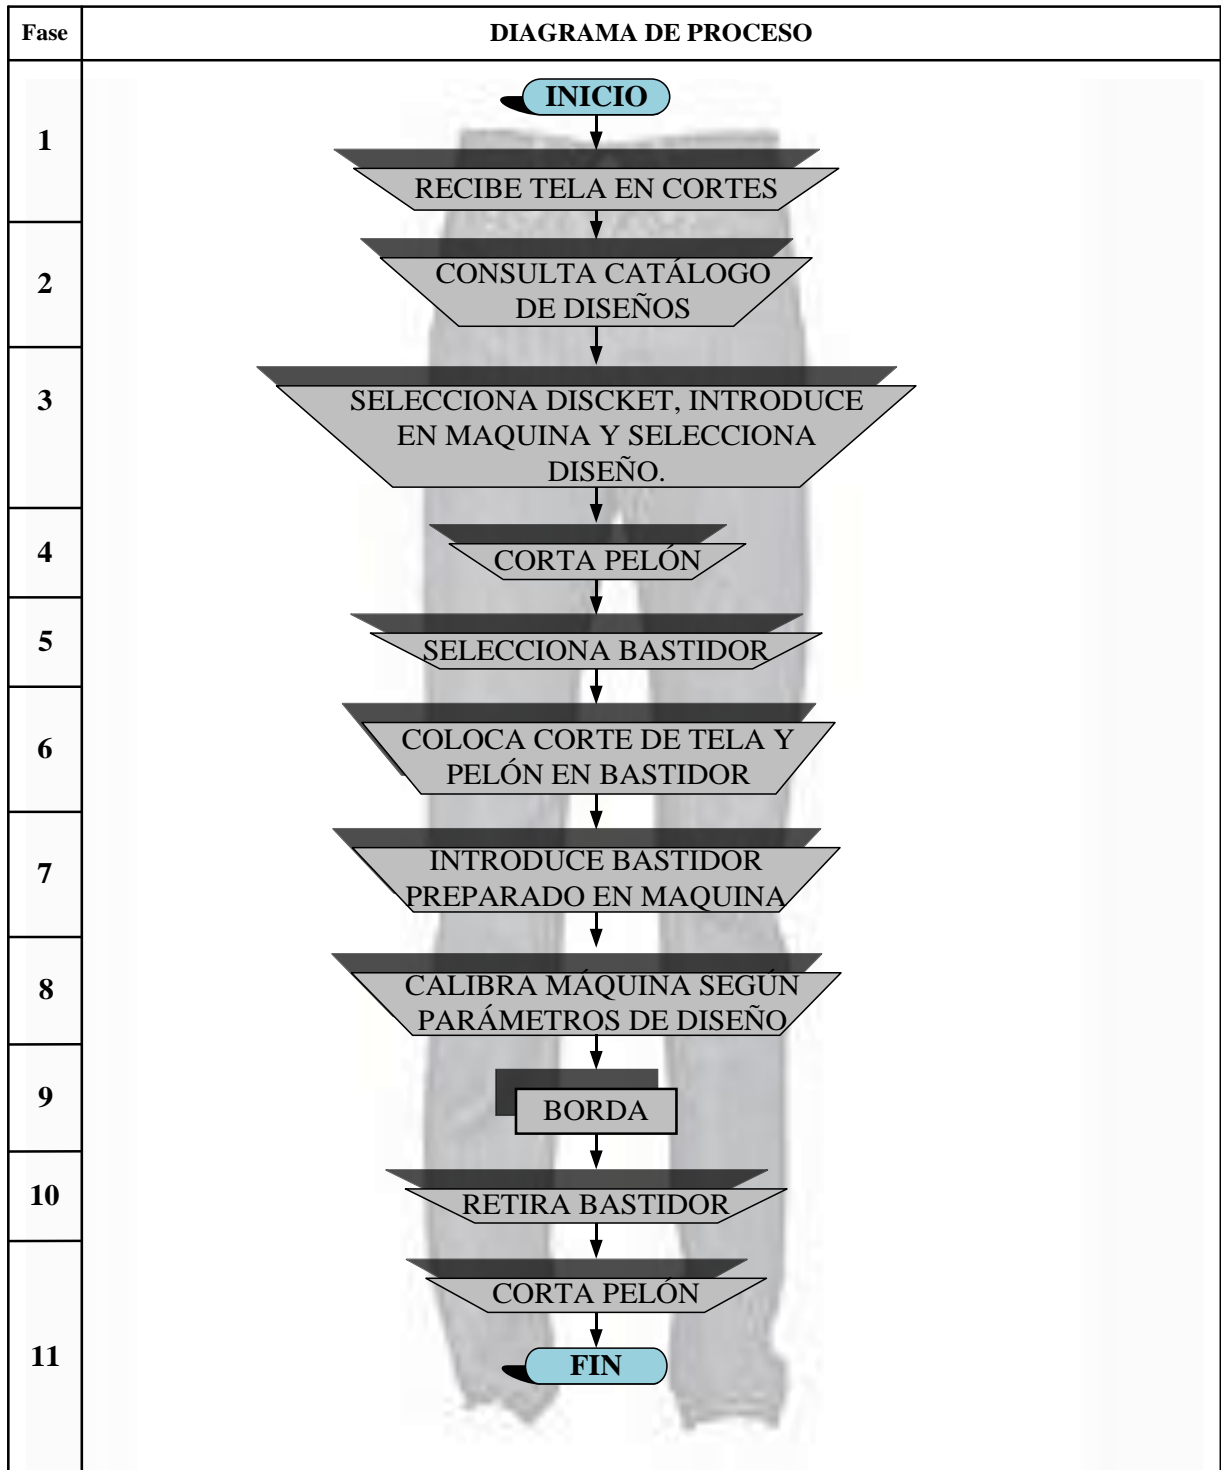 Fase DIAGRAMA DE PROCESO
INICIO
1
RECIBE TELA EN CORTES
2
CONSULTA CATÁLOGO
DE DISEÑOS
3
SELECCIONA DISCKET, INTRODUCE
EN MAQUINA Y SELECCIONA
DISEÑO.
4
CORTA PELÓN
5
SELECCIONA BASTIDOR
6
COLOCA CORTE DE TELA Y
PELÓN EN BASTIDOR
7
INTRODUCE BASTIDOR
PREPARADO EN MAQUINA
8
CALIBRA MÁQUINA SEGÚN
PARÁMETROS DE DISEÑO
9
BORDA
10
RETIRA BASTIDOR
11
CORTA PELÓN
FIN